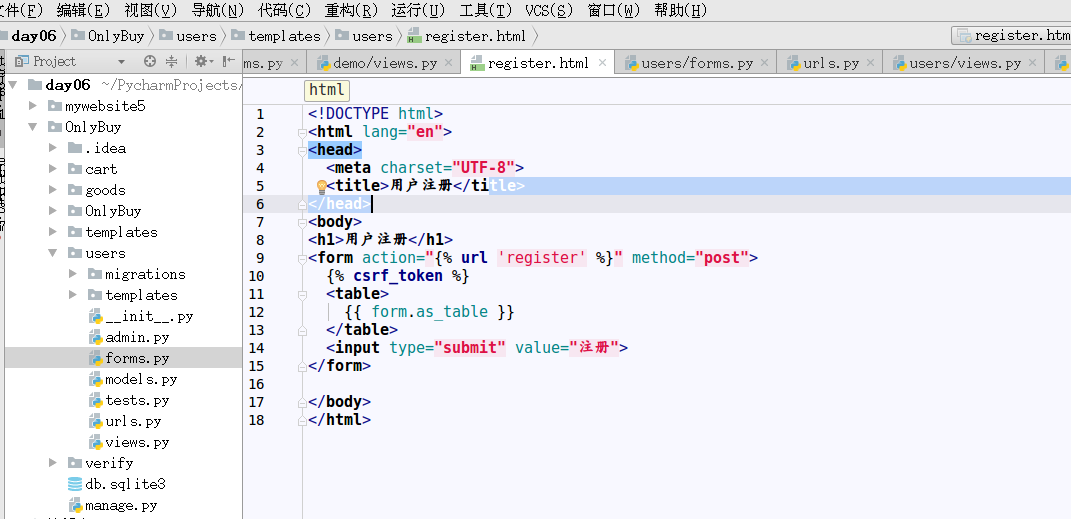 文件(F) 编辑(E) 视图(V) 导航(N) 代码(C) 重构(R) 运行(U) 工具(T) VCS(S) 窗口(W) 帮助(H)
day06 OnlyBuy users templates users register.html register.htm
Project ms.py demo/views.py register.html users/forms.py urls.py users/views.py
day06 ~/PycharmProjects/
mywebsite5
OnlyBuy
.idea
cart
goods
OnlyBuy
templates
users
migrations
templates
__init__.py
admin.py
forms.py
models.py
tests.py
urls.py
views.py
verify
db.sqlite3
manage.py
html
1 <!DOCTYPE html>
2 <html lang="en">
3 <head>
4 <meta charset="UTF-8">
5 <title>用户注册</title>
6 </head>
7 <body>
8 <h1>用户注册</h1>
9 <form action="{% url 'register' %}" method="post">
10 {% csrf_token %}
11 <table>
12 {{ form.as_table }}
13 </table>
14 <input type="submit" value="注册">
15 </form>
16
17 </body>
18 </html>